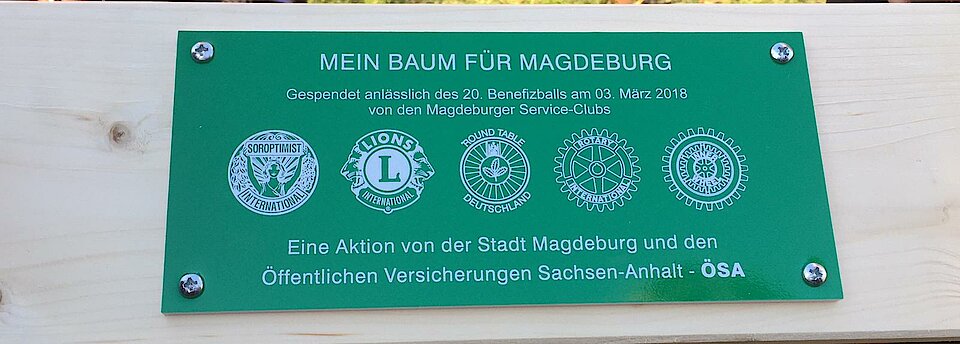 MEIN BAUM FÜR MAGDEBURG
Gespendet anlässlich des 20. Benefizballs am 03. März 2018
von den Magdeburger Service-Clubs
SOROPTIMIST
INTERNATIONAL
LIONS
L
INTERNATIONAL
ROUND TABLE
DEUTSCHLAND
ROTARY
INTERNATIONAL
Eine Aktion von der Stadt Magdeburg und den
Öffentlichen Versicherungen Sachsen-Anhalt - ÖSA